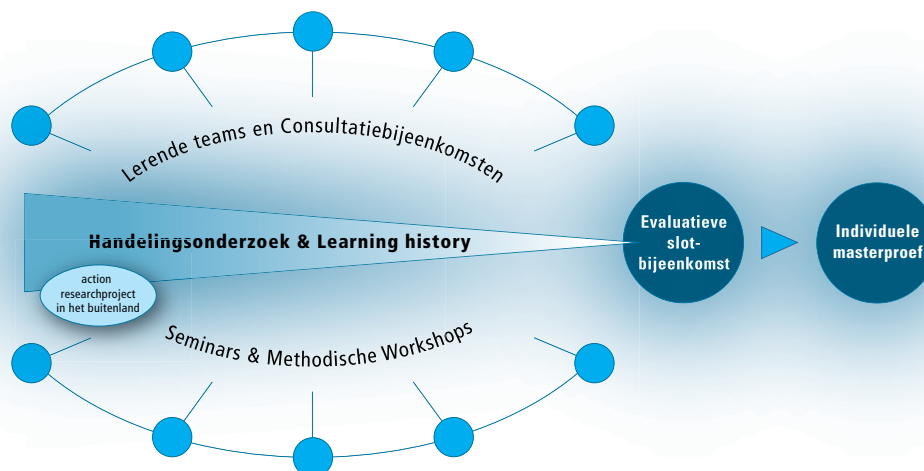 Lerende teams en Consultatiebijeenkomsten
Handelingsonderzoek & Learning history
Evaluatieve
slot-
bijeenkomst
Individuele
masterproef
action
researchproject
in het buitenland
Seminars & Methodische Workshops